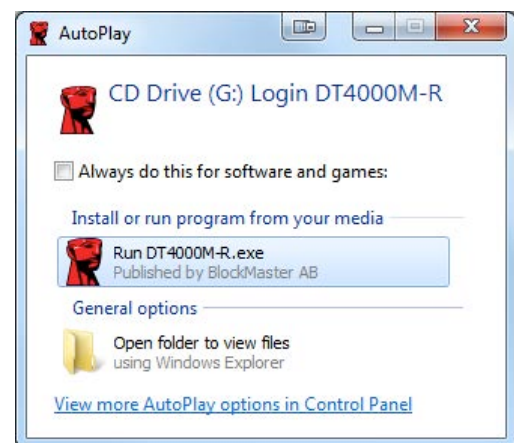 AutoPlay
CD Drive (G:) Login DT4000M-R
Always do this for software and games:
Install or run program from your media
Run DT4000M-R.exe
Published by BlockMaster AB
General options
Open folder to view files
using Windows Explorer
View more AutoPlay options in Control Panel